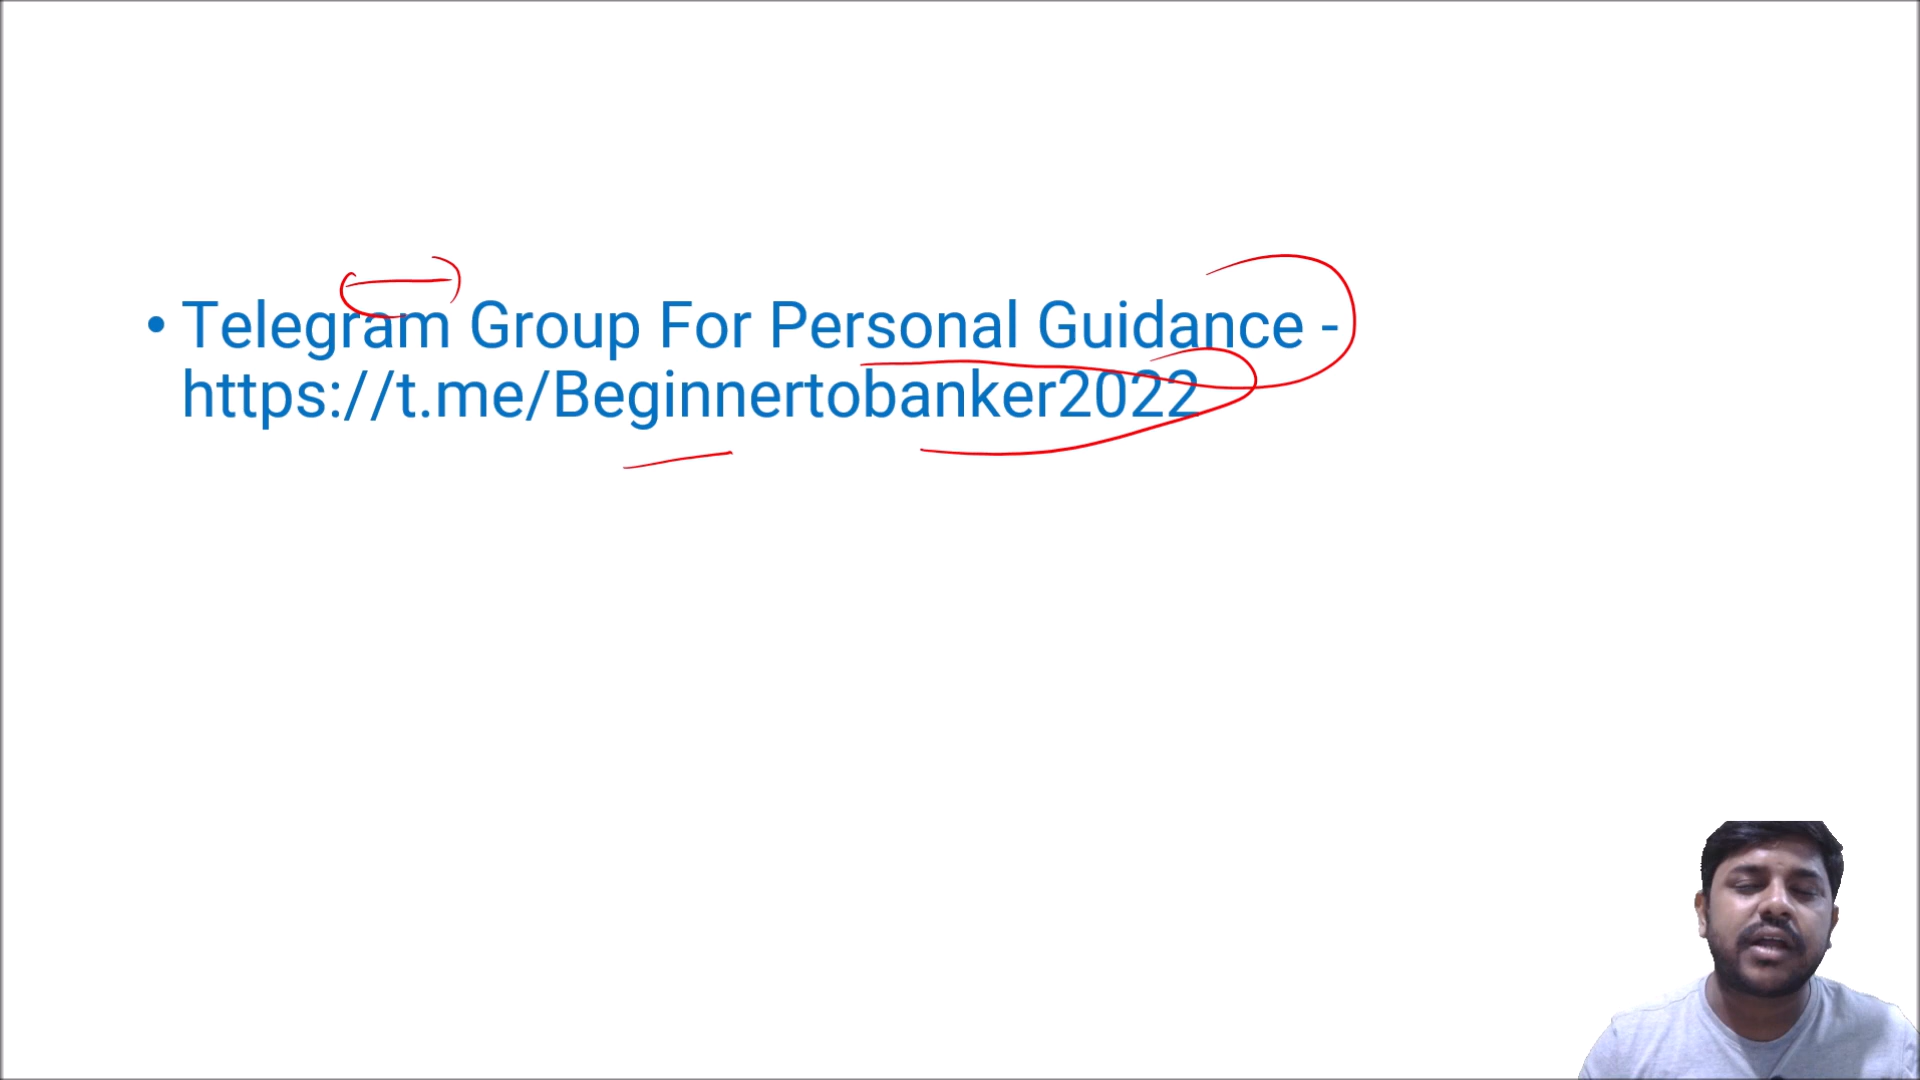 • Telegram Group For Personal Guidance -
https://t.me/Beginnertobanker2022